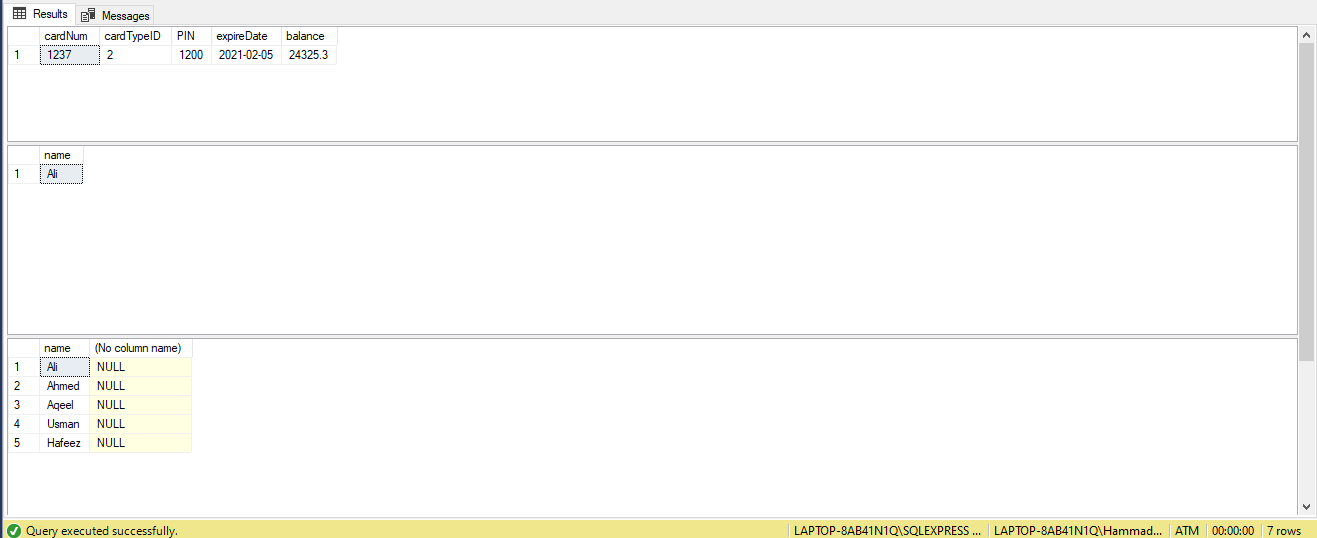 Results Messages
cardNum cardTypeID PIN expireDate balance
1 1237 2 1200 2021-02-05 24325.3
name
1 Ali
name (No column name)
1 Ali NULL
2 Ahmed NULL
3 Aqeel NULL
4 Usman NULL
5 Hafeez NULL
Query executed successfully. LAPTOP-8AB41N1Q\SQLEXPRESS ... LAPTOP-8AB41N1Q\Hammad... ATM 00:00:00 7 rows